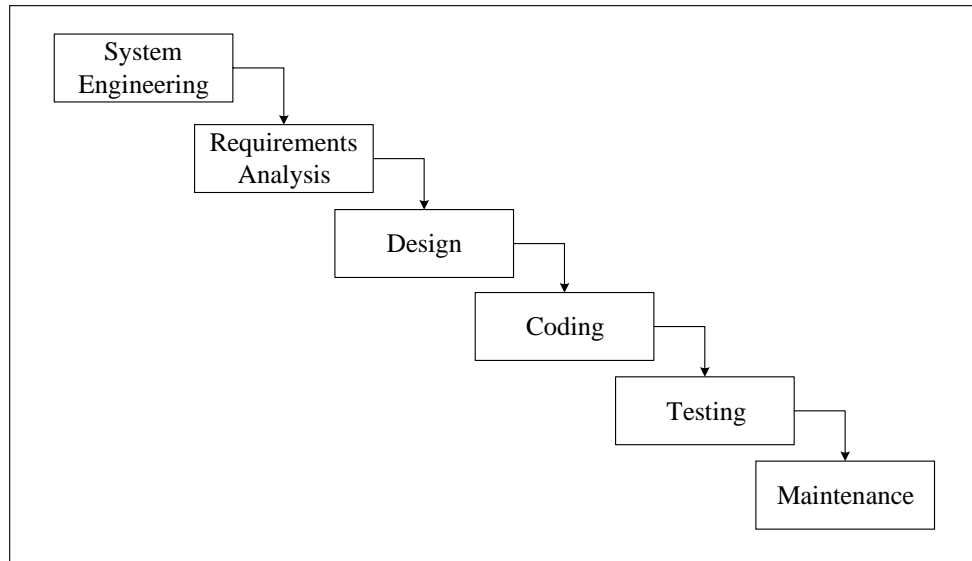 System
Engineering
Requirements
Analysis
Design
Coding
Testing
Maintenance